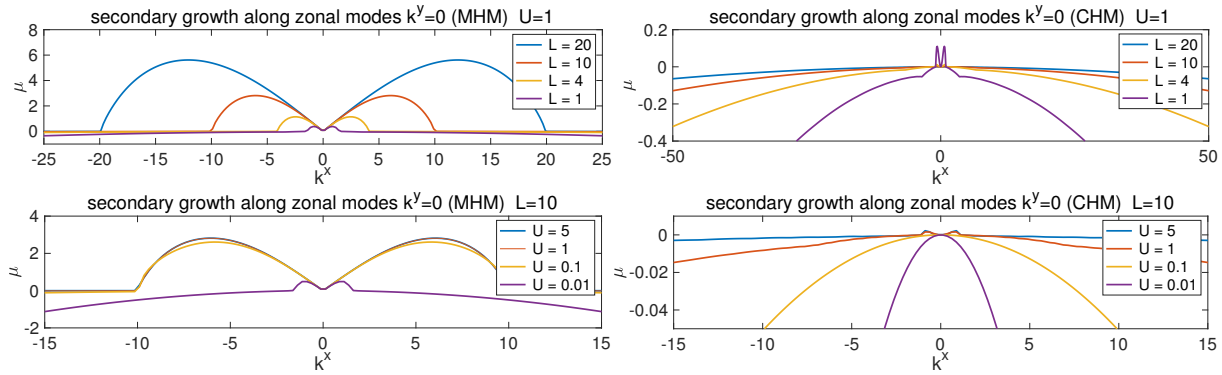 secondary growth along zonal modes k^y=0 (MHM) U=1
8
6
4
2
0
μ
L = 20
L = 10
L = 4
L = 1
-25 -20 -15 -10 -5 0 5 10 15 20 25
k^x
secondary growth along zonal modes k^y=0 (CHM) U=1
0.2
0
-0.2
-0.4
μ
L = 20
L = 10
L = 4
L = 1
-50 0 50
k^x
secondary growth along zonal modes k^y=0 (MHM) L=10
4
2
0
-2
μ
U = 5
U = 1
U = 0.1
U = 0.01
-15 -10 -5 0 5 10 15
k^x
secondary growth along zonal modes k^y=0 (CHM) L=10
0
-0.02
-0.04
μ
U = 5
U = 1
U = 0.1
U = 0.01
-15 -10 -5 0 5 10 15
k^x